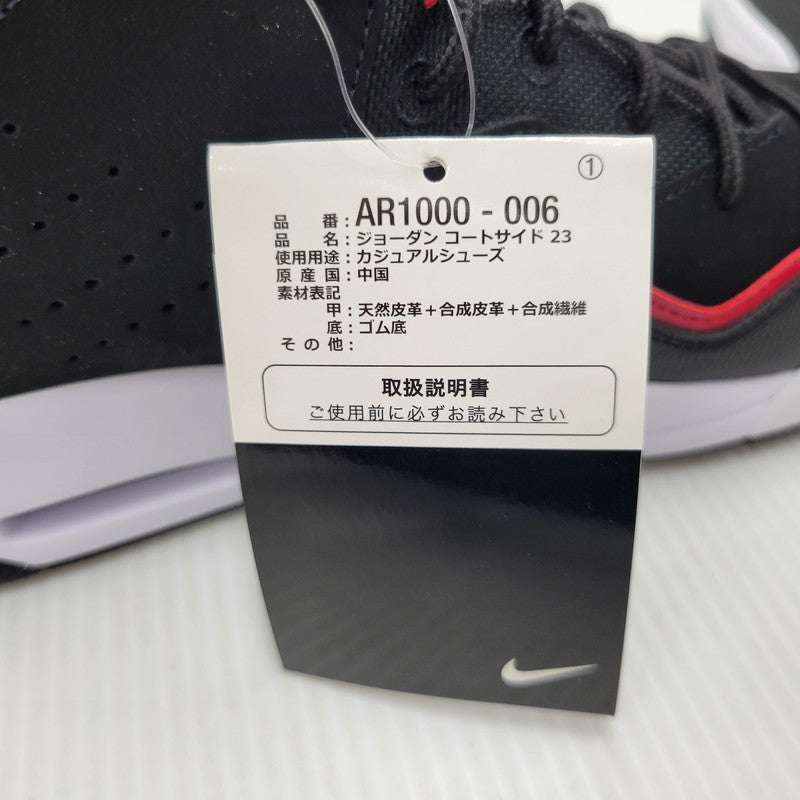 ①
品番：AR1000 - 006
品名：ジョーダン コートサイド 23
使用用途：カジュアルシューズ
原産国：中国
素材表記
甲：天然皮革＋合成皮革＋合成繊維
底：ゴム底
その他：
取扱説明書
ご使用前に必ずお読み下さい